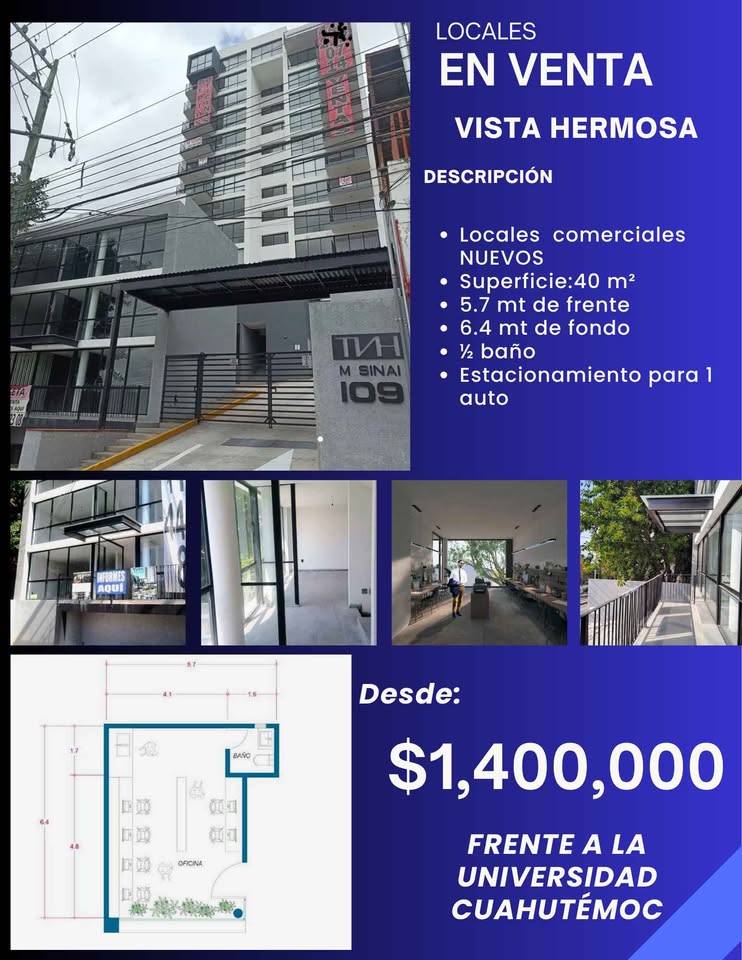 LOCALES
EN VENTA
VISTA HERMOSA
DESCRIPCIÓN
Locales comerciales
NUEVOS
Superficie:40 m²
5.7 mt de frente
6.4 mt de fondo
½ baño
Estacionamiento para 1
auto
VENTA
TVH
M SINAI
109
INFORMES
AQUÍ
5.7
4.1
1.6
1.7
6.4
4.8
BAÑO
OFICINA
Desde:
$1,400,000
FRENTE A LA
UNIVERSIDAD
CUAHUTÉMOC